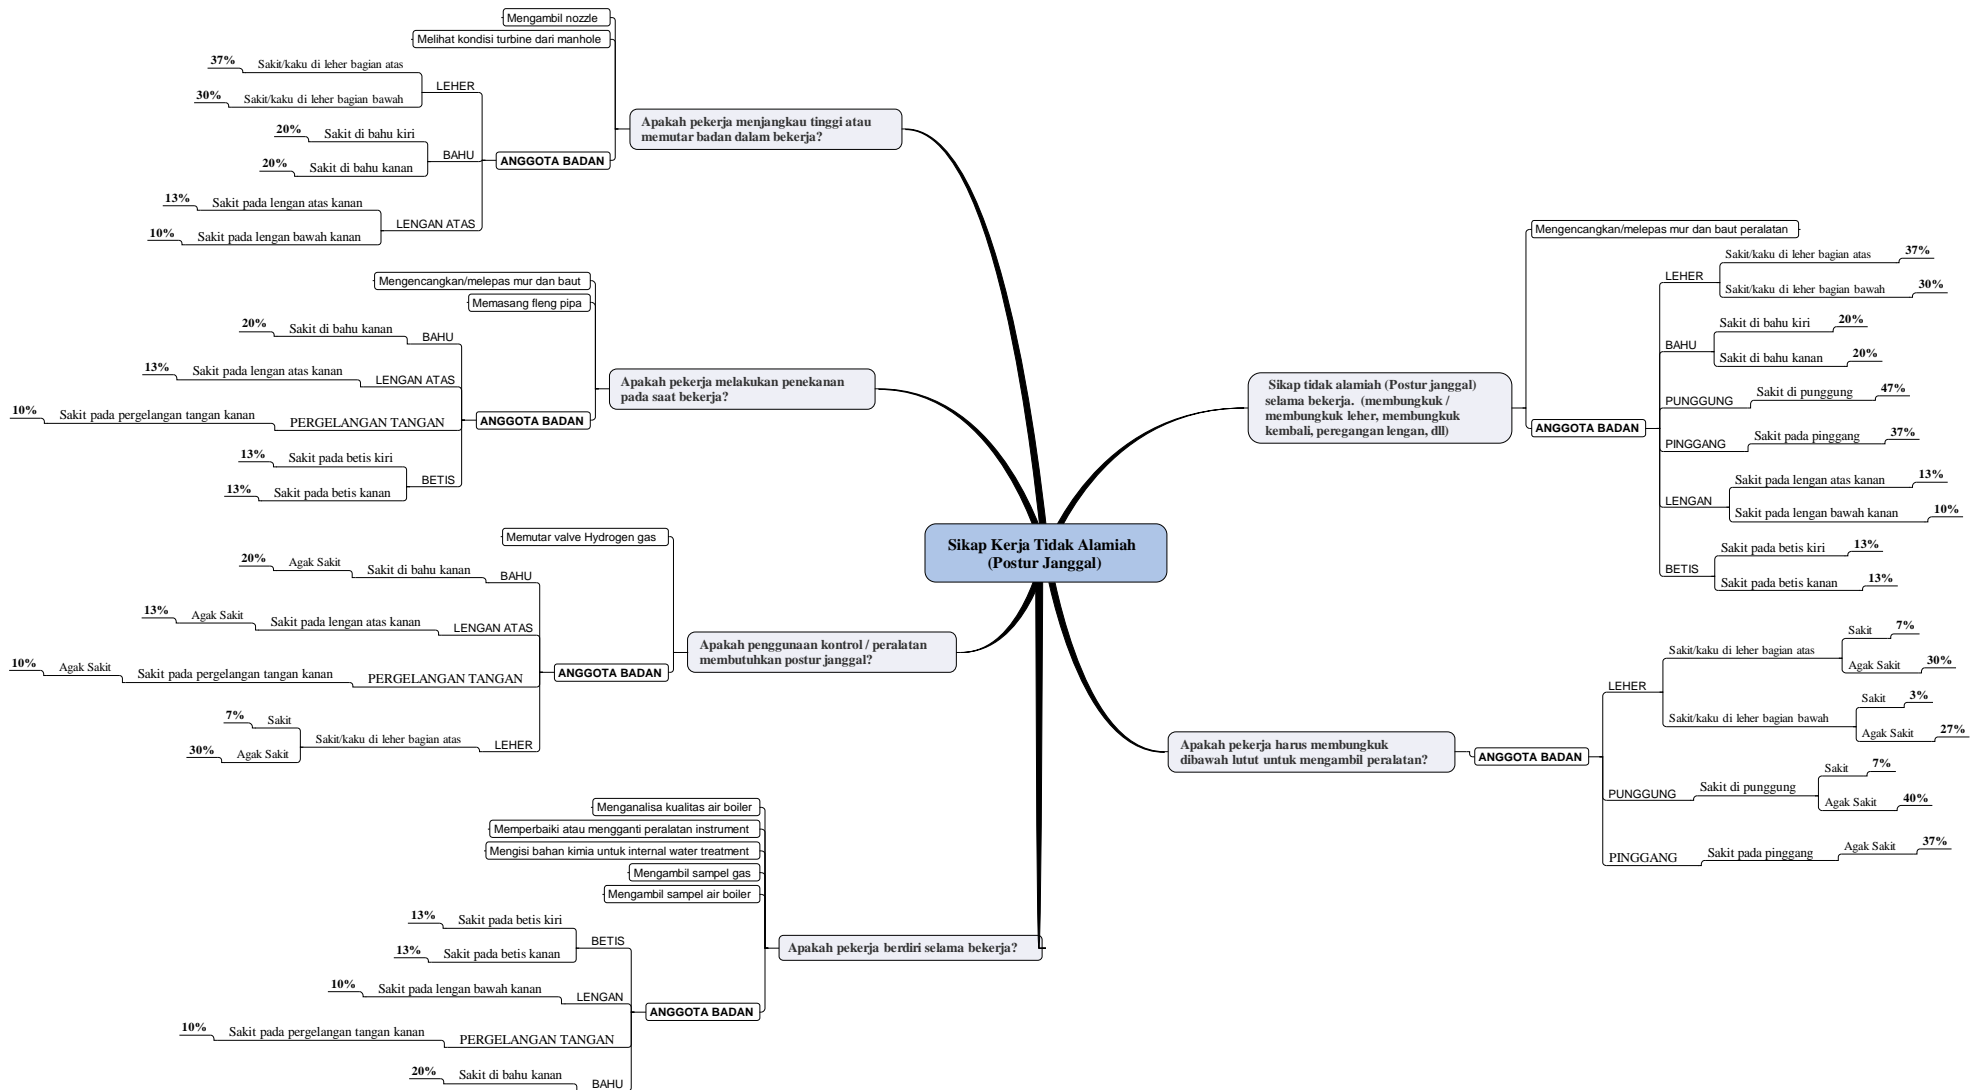 Sikap Kerja Tidak Alamiah
(Postur Janggal)
Sikap tidak alamiah (Postur janggal)
selama bekerja. (membungkuk /
membungkuk leher, membungkuk
kembali, peregangan lengan, dll)
Mengencangkan/melepas mur dan baut peralatan
ANGGOTA BADAN
LEHER
Sakit/kaku di leher bagian atas
37%
Sakit/kaku di leher bagian bawah
30%
BAHU
Sakit di bahu kiri
20%
Sakit di bahu kanan
20%
PUNGGUNG
Sakit di punggung
47%
PINGGANG
Sakit pada pinggang
37%
LENGAN
Sakit pada lengan atas kanan
13%
Sakit pada lengan bawah kanan
10%
BETIS
Sakit pada betis kiri
13%
Sakit pada betis kanan
13%
Apakah pekerja harus membungkuk
dibawah lutut untuk mengambil peralatan?
ANGGOTA BADAN
LEHER
Sakit/kaku di leher bagian atas
Sakit
7%
Agak Sakit
30%
Sakit/kaku di leher bagian bawah
Sakit
3%
Agak Sakit
27%
PUNGGUNG
Sakit di punggung
Sakit
7%
Agak Sakit
40%
PINGGANG
Sakit pada pinggang
Agak Sakit
37%
Apakah pekerja menjangkau tinggi atau
memutar badan dalam bekerja?
Mengambil nozzle
Melihat kondisi turbine dari manhole
ANGGOTA BADAN
LEHER
Sakit/kaku di leher bagian atas
37%
Sakit/kaku di leher bagian bawah
30%
BAHU
Sakit di bahu kiri
20%
Sakit di bahu kanan
20%
LENGAN ATAS
Sakit pada lengan atas kanan
13%
Sakit pada lengan bawah kanan
10%
Apakah pekerja melakukan penekanan
pada saat bekerja?
Mengencangkan/melepas mur dan baut
Memasang fleng pipa
ANGGOTA BADAN
BAHU
Sakit di bahu kanan
20%
LENGAN ATAS
Sakit pada lengan atas kanan
13%
PERGELANGAN TANGAN
Sakit pada pergelangan tangan kanan
10%
BETIS
Sakit pada betis kiri
13%
Sakit pada betis kanan
13%
Apakah penggunaan kontrol / peralatan
membutuhkan postur janggal?
Memutar valve Hydrogen gas
ANGGOTA BADAN
BAHU
Sakit di bahu kanan
Agak Sakit
20%
LENGAN ATAS
Sakit pada lengan atas kanan
Agak Sakit
13%
PERGELANGAN TANGAN
Sakit pada pergelangan tangan kanan
Agak Sakit
10%
LEHER
Sakit/kaku di leher bagian atas
Sakit
7%
Agak Sakit
30%
Apakah pekerja berdiri selama bekerja?
Menganalisa kualitas air boiler
Memperbaiki atau mengganti peralatan instrument
Mengisi bahan kimia untuk internal water treatment
Mengambil sampel gas
Mengambil sampel air boiler
ANGGOTA BADAN
BETIS
Sakit pada betis kiri
13%
Sakit pada betis kanan
13%
LENGAN
Sakit pada lengan bawah kanan
10%
PERGELANGAN TANGAN
Sakit pada pergelangan tangan kanan
10%
BAHU
Sakit di bahu kanan
20%